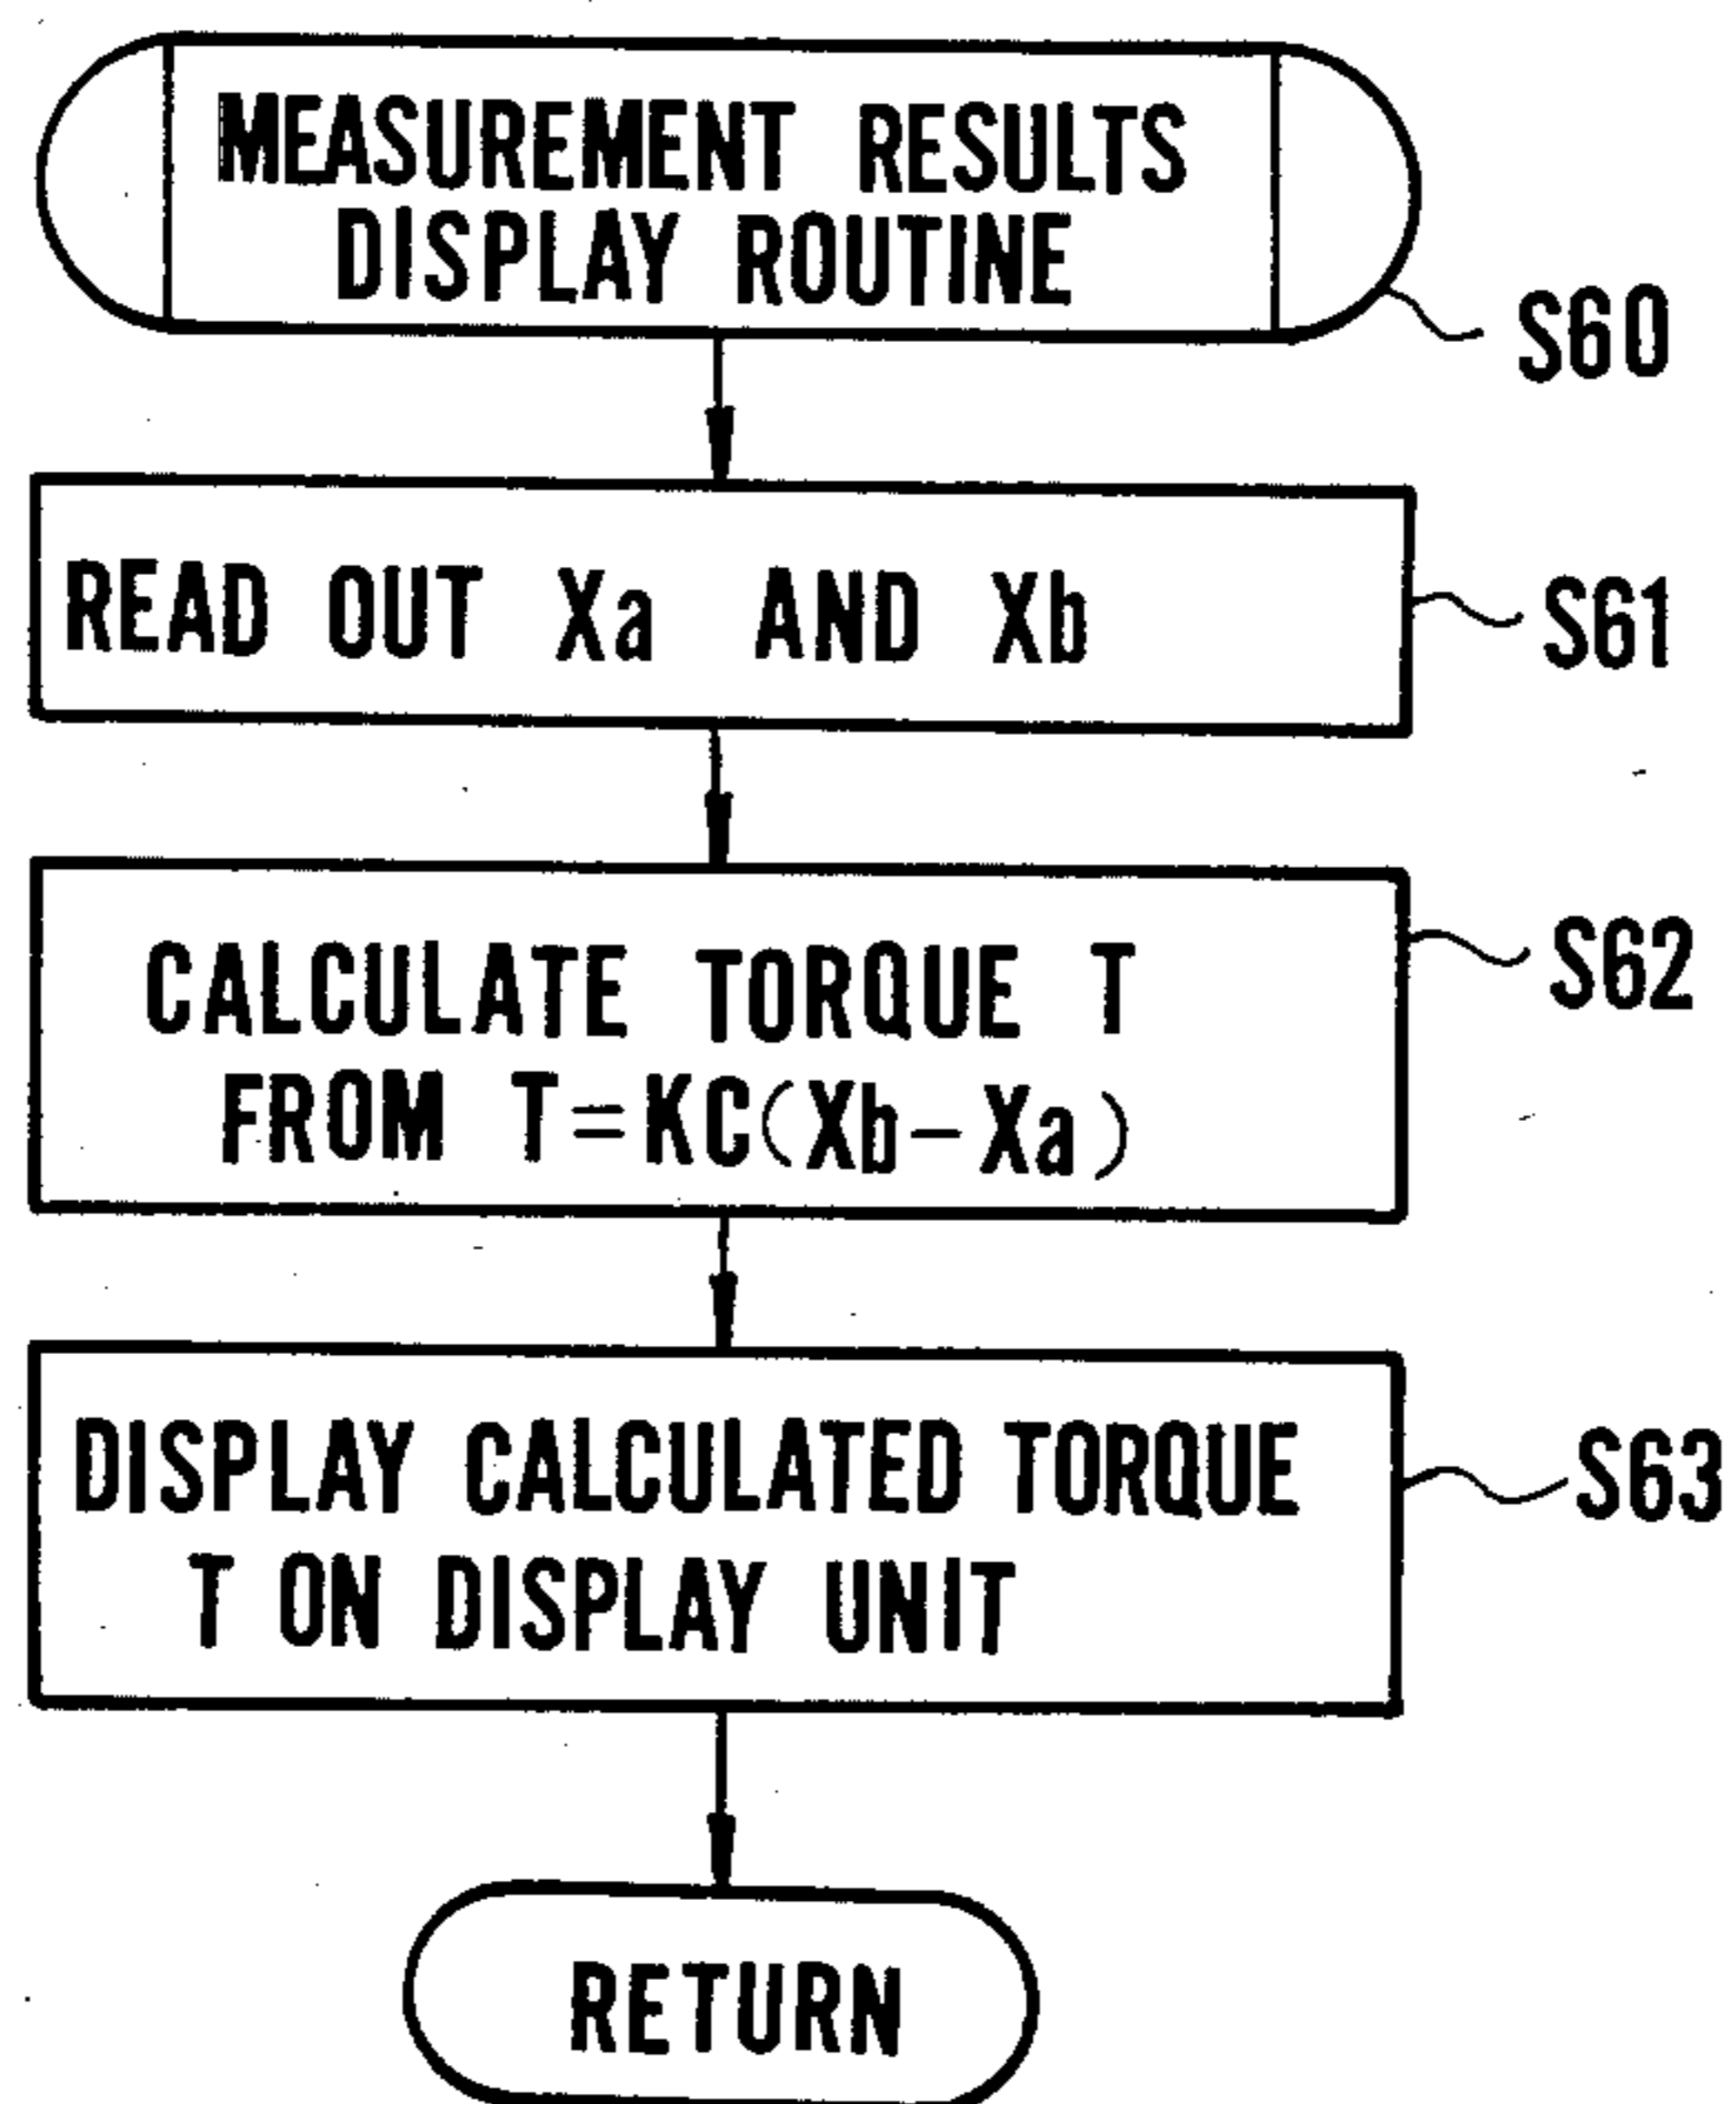 MEASUREMENT RESULTS
DISPLAY ROUTINE
S60
READ OUT Xa AND Xb
S61
CALCULATE TORQUE T
FROM T=KC(Xb-Xa)
S62
DISPLAY CALCULATED TORQUE
T ON DISPLAY UNIT
S63
RETURN